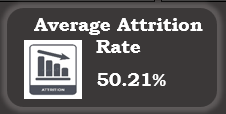 Average Attrition
Rate
ATTRITION
50.21%